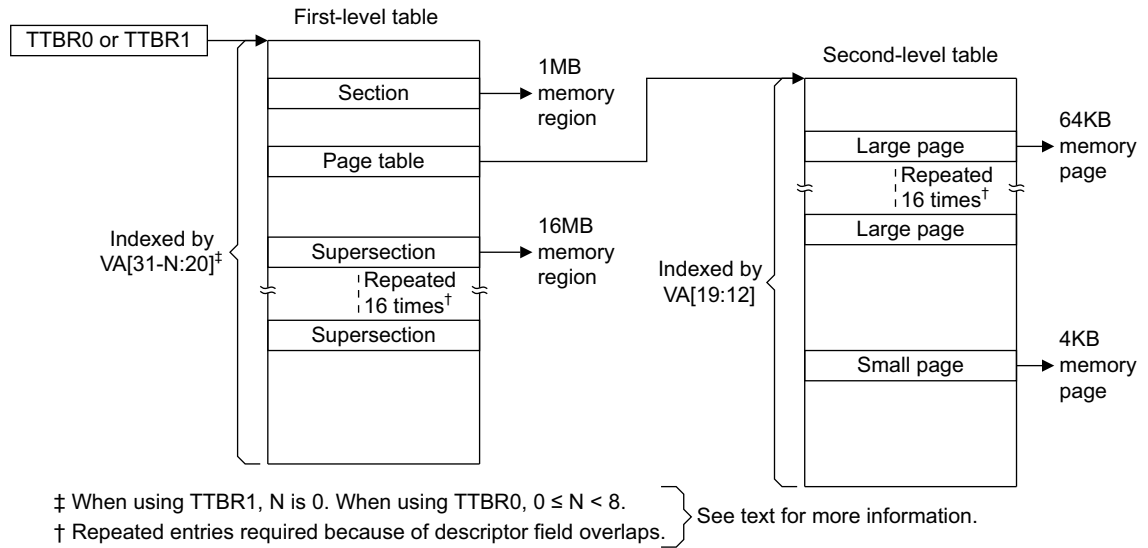 First-level table
TTBR0 or TTBR1
Section
1MB
memory
region
Page table
Indexed by
VA[31-N:20]‡
Supersection
16MB
memory
region
Repeated
16 times†
Supersection
Second-level table
Large page
64KB
memory
page
Repeated
16 times†
Large page
Indexed by
VA[19:12]
Small page
4KB
memory
page
‡ When using TTBR1, N is 0. When using TTBR0, 0 ≤ N < 8.
† Repeated entries required because of descriptor field overlaps.
See text for more information.